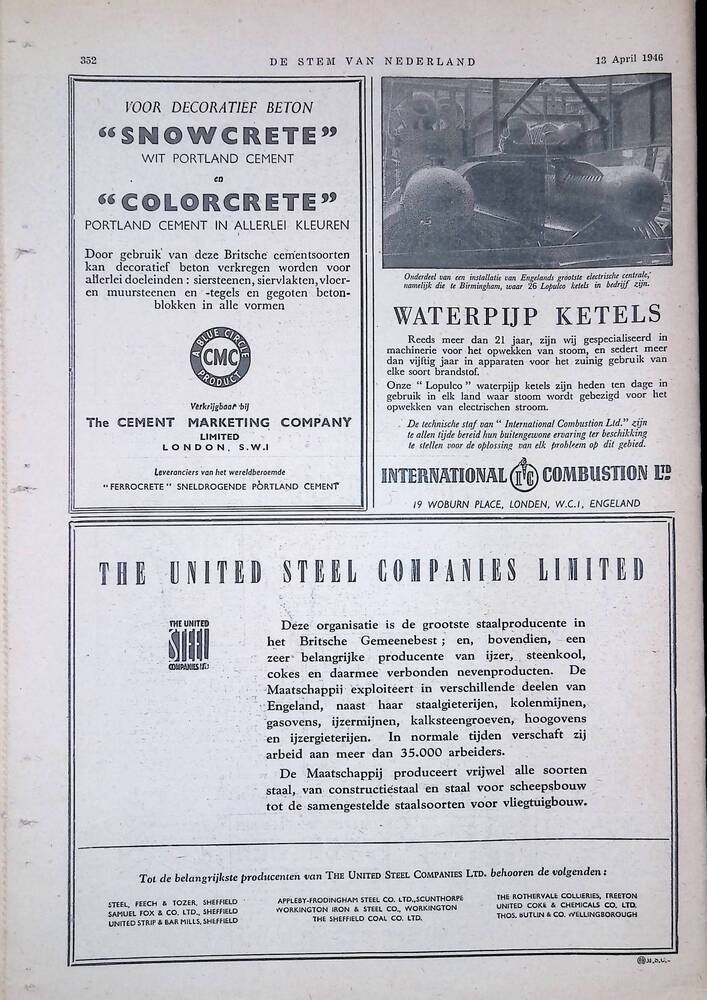 352
DE STEM VAN NEDERLAND
13 April 1946
VOOR DECORATIEF BETON
“SNOWCRETE”
WIT PORTLAND CEMENT
en
“COLORCRETE”
PORTLAND CEMENT IN ALLERLEI KLEUREN
Door gebruik van deze Britsche cementsoorten
kan decoratief beton verkregen worden voor
allerlei doeleinden : siersteenen, siervlakten, vloer-
en muursteenen en -tegels en gegoten beton-
blokken in alle vormen
A BLUE CIRCLE
CMC
PRODUCT
Verkrijgbaar bij
The CEMENT MARKETING COMPANY
LIMITED
LONDON, S.W.I
Leveranciers van het wereldberoemde
“FERROCRETE” SNELDROGENDE PORTLAND CEMENT
Onderdeel van een installatie van Engelands grootste electrische centrale,
namelijk die te Birmingham, waar 26 Lopulco ketels in bedrijf zijn.
WATERPIJP KETELS
Reeds meer dan 21 jaar, zijn wij gespecialiseerd in
machinerie voor het opwekken van stoom, en sedert meer
dan vijftig jaar in apparaten voor het zuinig gebruik van
elke soort brandstof.
Onze “Lopulco” waterpijp ketels zijn heden ten dage in
gebruik in elk land waar stoom wordt gebezigd voor het
opwekken van electrischen stroom.
De technische staf van “International Combustion Ltd.” zijn
te allen tijde bereid hun buitengewone ervaring ter beschikking
te stellen voor de oplossing van elk probleem op dit gebied.
INTERNATIONAL COMBUSTION LTD
19 WOBURN PLACE, LONDEN, W.C.I, ENGELAND
THE UNITED STEEL COMPANIES LIMITED
THE UNITED
STEEL
COMPANIES LTD
Deze organisatie is de grootste staalproducente in
het Britsche Gemeenebest ; en, bovendien, een
zeer belangrijke producente van ijzer, steenkool,
cokes en daarmee verbonden nevenproducten. De
Maatschappij exploiteert in verschillende deelen van
Engeland, naast haar staalgieterijen, kolenmijnen,
gasovens, ijzermijnen, kalksteengroeven, hoogovens
en ijzergieterijen. In normale tijden verschaft zij
arbeid aan meer dan 35.000 arbeiders.
De Maatschappij produceert vrijwel alle soorten
staal, van constructiestaal en staal voor scheepsbouw
tot de samengestelde staalsoorten voor vliegtuigbouw.
Tot de belangrijkste producenten van THE UNITED STEEL COMPANIES LTD. behooren de volgenden :
STEEL, PEECH & TOZER, SHEFFIELD
SAMUEL FOX & CO. LTD., SHEFFIELD
UNITED STRIP & BAR MILLS, SHEFFIELD
APPLEBY-FRODINGHAM STEEL CO. LTD., SCUNTHORPE
WORKINGTON IRON & STEEL CO., WORKINGTON
THE SHEFFIELD COAL CO. LTD.
THE ROTHERVALE COLLIERIES, TREETON
UNITED COKE & CHEMICALS CO. LTD.
THOS. BUTLIN & CO. WELLINGBOROUGH